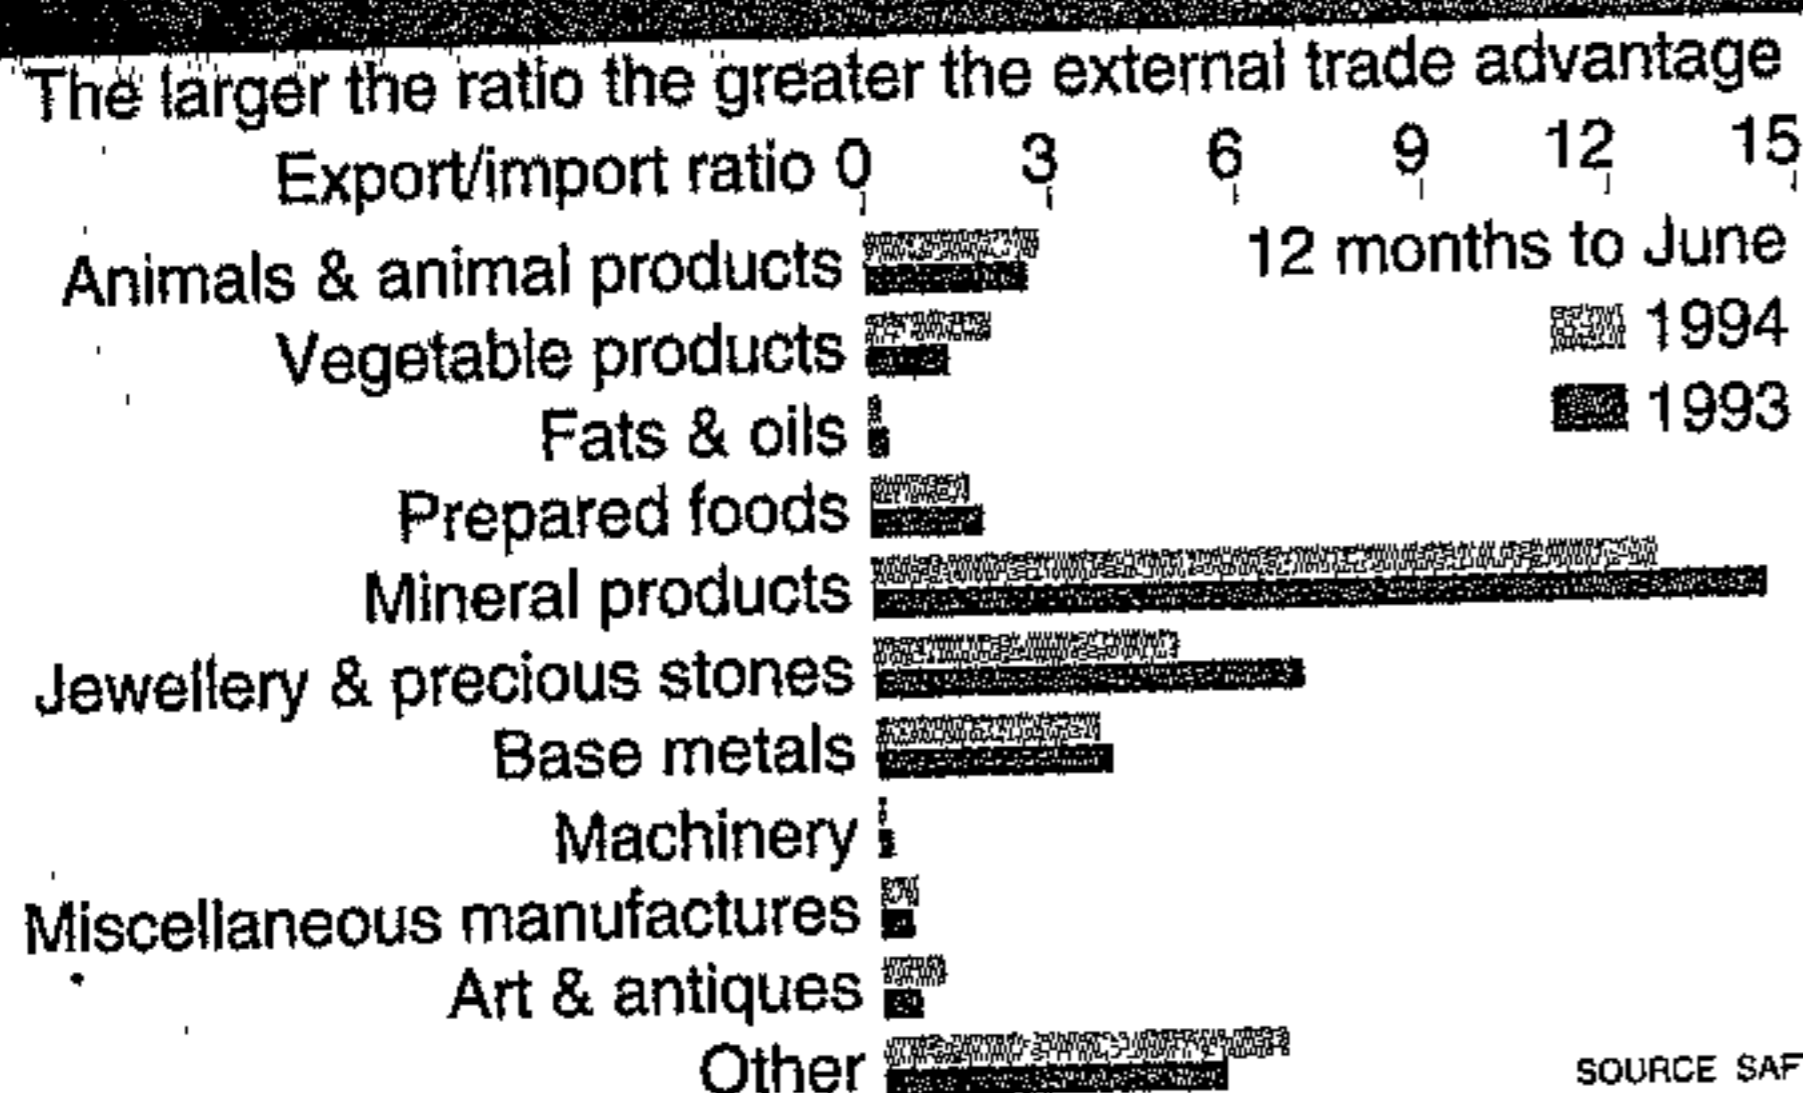 The larger the ratio the greater the external trade advantage
Export/import ratio 0 3 6 9 12 15
12 months to June
Animals & animal products
Vegetable products
1994
1993
Fats & oils
Prepared foods
Mineral products
Jewellery & precious stones
Base metals
Machinery
Miscellaneous manufactures
Art & antiques
Other
SOURCE SAF